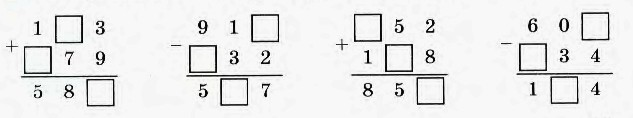 1 □ 3 9 1 □ □ 5 2 6 0 □
+ − + −
□ 7 9 □ 3 2 1 □ 8 □ 3 4
5 8 □ 5 □ 7 8 5 □ 1 □ 4